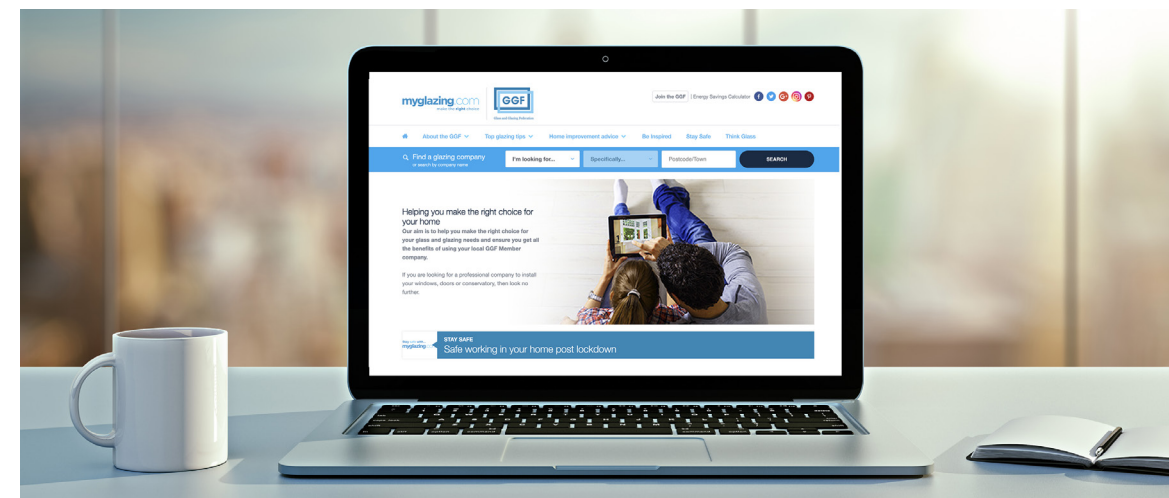 myglazing.com
make the right choice
GGF
Glass and Glazing Federation
Join the GGF | Energy Savings Calculator
About the GGF Top glazing tips Home improvement advice Be Inspired Stay Safe Think Glass
Find a glazing company
or search by company name
I'm looking for... Specifically... Postcode/Town SEARCH
Helping you make the right choice for
your home
Our aim is to help you make the right choice for
your glass and glazing needs and ensure you get all
the benefits of using your local GGF Member
company.
If you are looking for a professional company to install
your windows, doors or conservatory, then look no
further.
myglazing
STAY SAFE
Safe working in your home post lockdown
alt option command command option